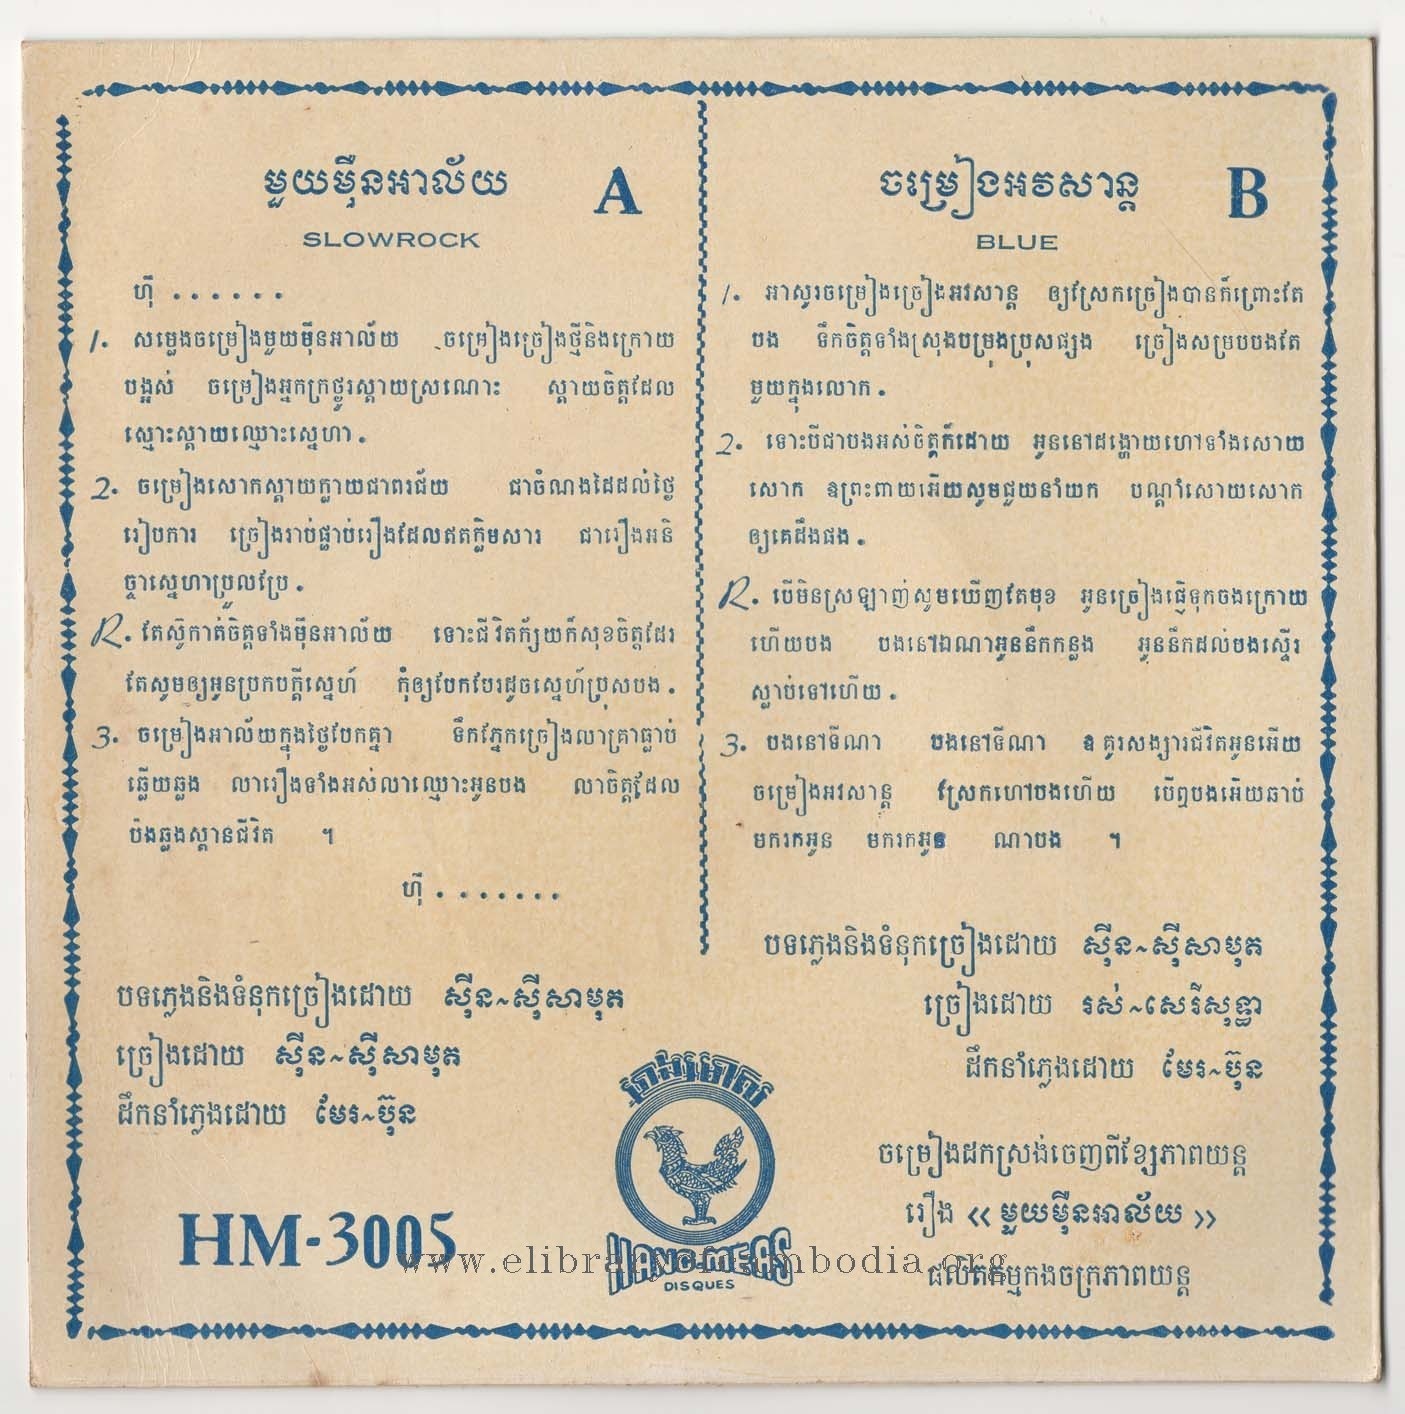 មួយម៉ឺនអាល័យ A
SLOWROCK
ហ៊ឺ . . . . . .
1. សម្លេងចម្រៀងមួយម៉ឺនអាល័យ ចម្រៀងច្រៀងថ្មីនិងក្រោយ
បង្អស់ ចម្រៀងអ្នកក្រថ្ងូរស្តាយស្រណោះ ស្តាយចិត្តដែល
ស្មោះស្តាយឈ្មោះស្នេហា .
2. ចម្រៀងសោកស្តាយក្លាយជាពរជ័យ ជាចំណងដៃដល់ថ្ងៃ
រៀបការ ច្រៀងរាប់ផ្ចាប់រឿងដែលឥតក្លិមសារ ជារឿងអនិ
ច្ចាស្នេហាប្រួលប្រែ .
R. តែស៊ូកាត់ចិត្តទាំងម៉ឺនអាល័យ ទោះជីវិតក្ស័យក៏សុខចិត្តដែរ
តែសូមឲ្យអូនប្រកបក្តីស្នេហ៍ កុំឲ្យបែកបែរដូចស្នេហ៍ប្រុសបង .
3. ចម្រៀងអាល័យក្នុងថ្ងៃបែកគ្នា ទឹកភ្នែកច្រៀងលាគ្រាធ្លាប់
ឆ្លើយឆ្លង លារឿងទាំងអស់លាឈ្មោះអូនបង លាចិត្តដែល
ប៉ងឆ្លងស្ពានជីវិត ។
ហ៊ឺ . . . . . . .
បទភ្លេងនិងទំនុកច្រៀងដោយ ស៊ីន~ស៊ីសាមុត
ច្រៀងដោយ ស៊ីន~ស៊ីសាមុត
ដឹកនាំភ្លេងដោយ មែរ~ប៊ុន
HM-3005
ចម្រៀងអវសាន្ត B
BLUE
1. អាសូរចម្រៀងច្រៀងអវសាន្ត ឲ្យស្រែកច្រៀងបានក៏ព្រោះតែ
បង ទឹកចិត្តទាំងស្រុងបម្រុងប្រុសផ្សង ច្រៀងសម្របបងតែ
មួយក្នុងលោក .
2. ទោះបីជាបងអស់ចិត្តក៏ដោយ អូននៅដង្ហោយហៅទាំងសោយ
សោក ឱព្រះពាយអើយសូមជួយនាំយក បណ្តាំសោយសោក
ឲ្យគេដឹងផង .
R. បើមិនស្រឡាញ់សូមឃើញតែមុខ អូនច្រៀងផ្ញើទុកចងក្រោយ
ហើយបង បងនៅឯណាអូននឹកកន្លង អូននឹកដល់បងស្ទើរ
ស្លាប់ទៅហើយ .
3. បងនៅទីណា បងនៅទីណា ឱ គូរសង្សារជីវិតអូនអើយ
ចម្រៀងអវសាន្ត ស្រែកហៅបងហើយ បើឮបងអើយឆាប់
មករកអូន មករកអូន ណាបង ។
បទភ្លេងនិងទំនុកច្រៀងដោយ ស៊ីន~ស៊ីសាមុត
ច្រៀងដោយ រស់~សេរីសុទ្ធា
ដឹកនាំភ្លេងដោយ មែរ~ប៊ុន
ចម្រៀងដកស្រង់ចេញពីខ្សែភាពយន្ត
រឿង « មួយម៉ឺនអាល័យ »
ផលិតកម្មកងចក្រភាពយន្ត
ហង្សមាស
HANG-MEAS
DISQUES
www.elibraryofcambodia.org